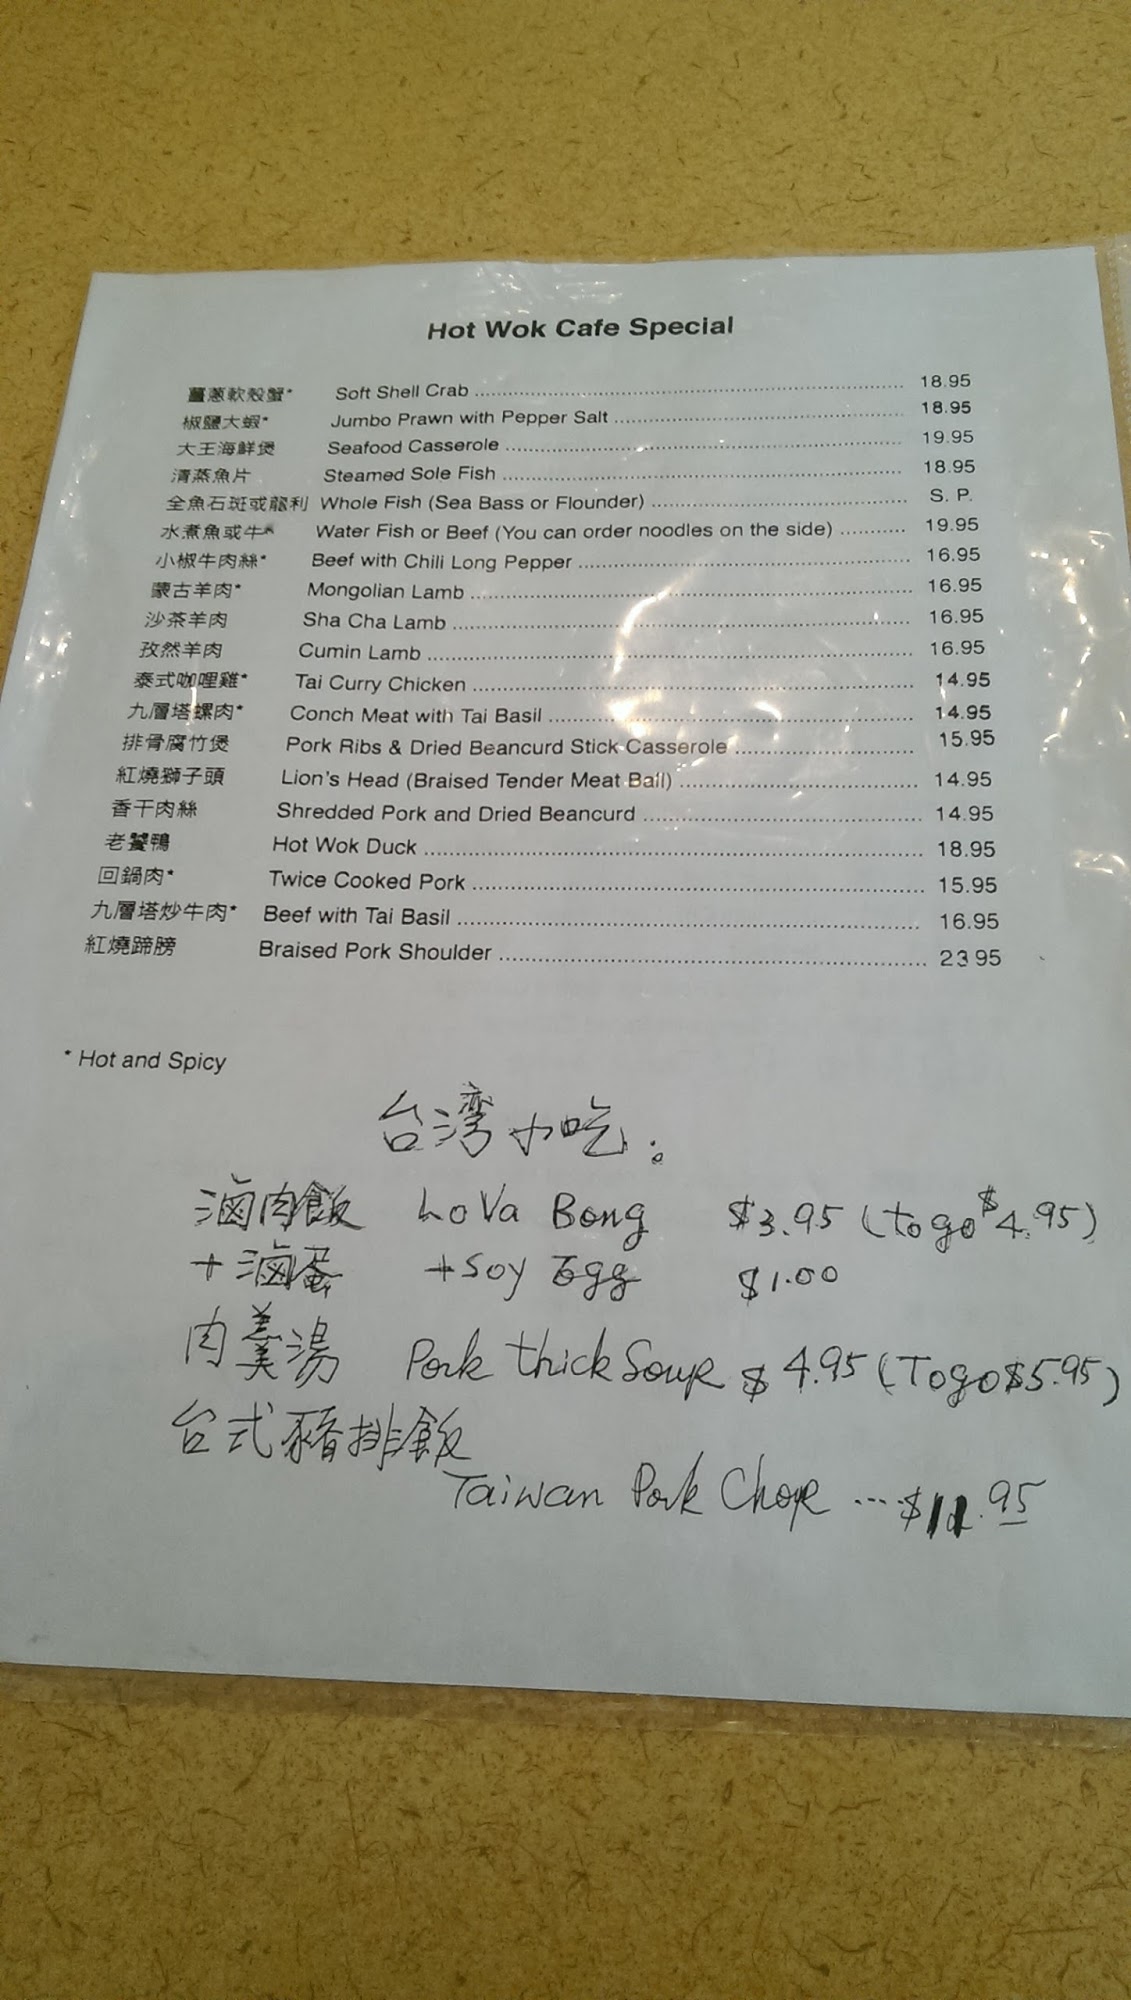 Hot Wok Cafe Special
薑蔥軟殼蟹* Soft Shell Crab 18.95
椒鹽大蝦* Jumbo Prawn with Pepper Salt 18.95
大王海鮮煲 Seafood Casserole 19.95
清蒸魚片 Steamed Sole Fish 18.95
全魚石斑或龍利 Whole Fish (Sea Bass or Flounder) S. P.
水煮魚或牛* Water Fish or Beef (You can order noodles on the side) 19.95
小椒牛肉絲* Beef with Chili Long Pepper 16.95
蒙古羊肉* Mongolian Lamb 16.95
沙茶羊肉 Sha Cha Lamb 16.95
孜然羊肉 Cumin Lamb 16.95
泰式咖哩雞* Tai Curry Chicken 14.95
九層塔螺肉* Conch Meat with Tai Basil 14.95
排骨腐竹煲 Pork Ribs & Dried Beancurd Stick Casserole 15.95
紅燒獅子頭 Lion's Head (Braised Tender Meat Ball) 14.95
香干肉絲 Shredded Pork and Dried Beancurd 14.95
老饕鴨 Hot Wok Duck 18.95
回鍋肉* Twice Cooked Pork 15.95
九層塔炒牛肉* Beef with Tai Basil 16.95
紅燒蹄膀 Braised Pork Shoulder 23.95
* Hot and Spicy
台湾小吃:
滷肉飯 LoVa Bong $3.95 (to go $4.95)
+滷蛋 +Soy Egg $1.00
肉羹湯 Pork thick Soup $4.95 (To go $5.95)
台式豬排飯
Taiwan Pork Chop ...$11.95